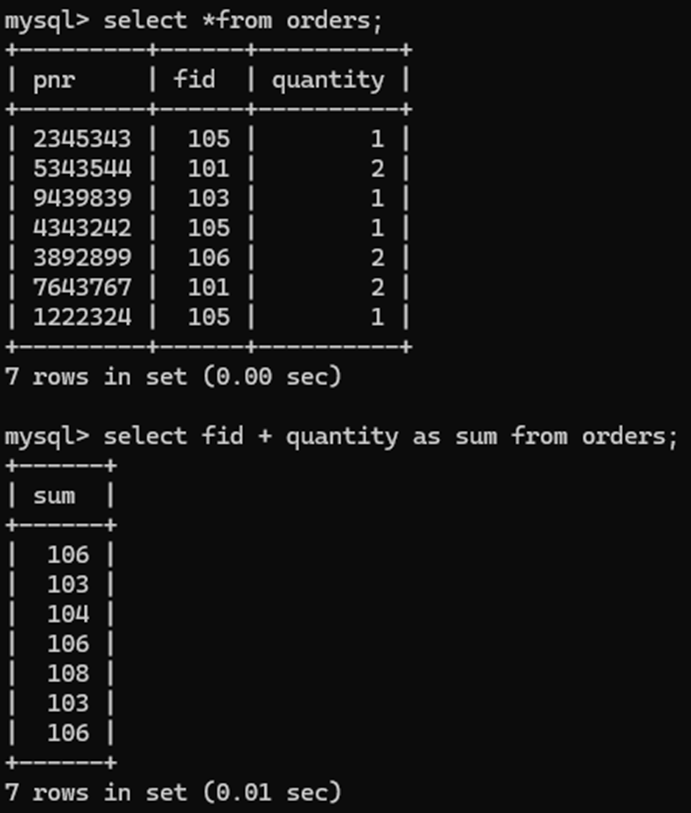 mysql> select *from orders;
+---------+------+----------+
| pnr     | fid  | quantity |
+---------+------+----------+
| 2345343 |  105 |        1 |
| 5343544 |  101 |        2 |
| 9439839 |  103 |        1 |
| 4343242 |  105 |        1 |
| 3892899 |  106 |        2 |
| 7643767 |  101 |        2 |
| 1222324 |  105 |        1 |
+---------+------+----------+
7 rows in set (0.00 sec)

mysql> select fid + quantity as sum from orders;
+------+
| sum  |
+------+
|  106 |
|  103 |
|  104 |
|  106 |
|  108 |
|  103 |
|  106 |
+------+
7 rows in set (0.01 sec)